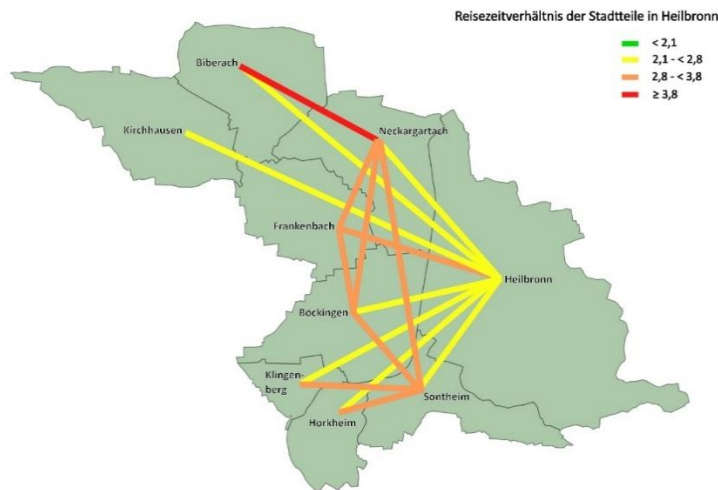 Reisezeitverhältnis der Stadtteile in Heilbronn
< 2,1
2,1 - < 2,8
2,8 - < 3,8
≥ 3,8
Biberach
Kirchhausen
Neckargartach
Frankenbach
Heilbronn
Böckingen
Klingen-
berg
Sontheim
Horkheim